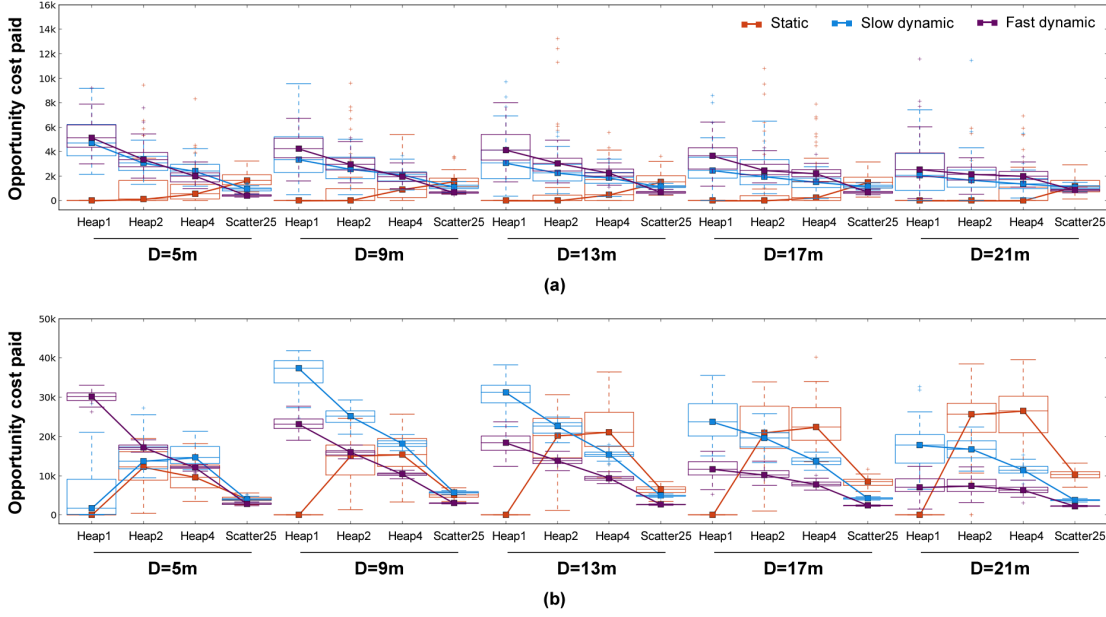 Static Slow dynamic Fast dynamic
Opportunity cost paid
16k
14k
12k
10k
8k
6k
4k
2k
0
Heap1 Heap2 Heap4 Scatter25 Heap1 Heap2 Heap4 Scatter25 Heap1 Heap2 Heap4 Scatter25 Heap1 Heap2 Heap4 Scatter25 Heap1 Heap2 Heap4 Scatter25
D=5m D=9m D=13m D=17m D=21m
(a)
Opportunity cost paid
50k
40k
30k
20k
10k
0
Heap1 Heap2 Heap4 Scatter25 Heap1 Heap2 Heap4 Scatter25 Heap1 Heap2 Heap4 Scatter25 Heap1 Heap2 Heap4 Scatter25 Heap1 Heap2 Heap4 Scatter25
D=5m D=9m D=13m D=17m D=21m
(b)